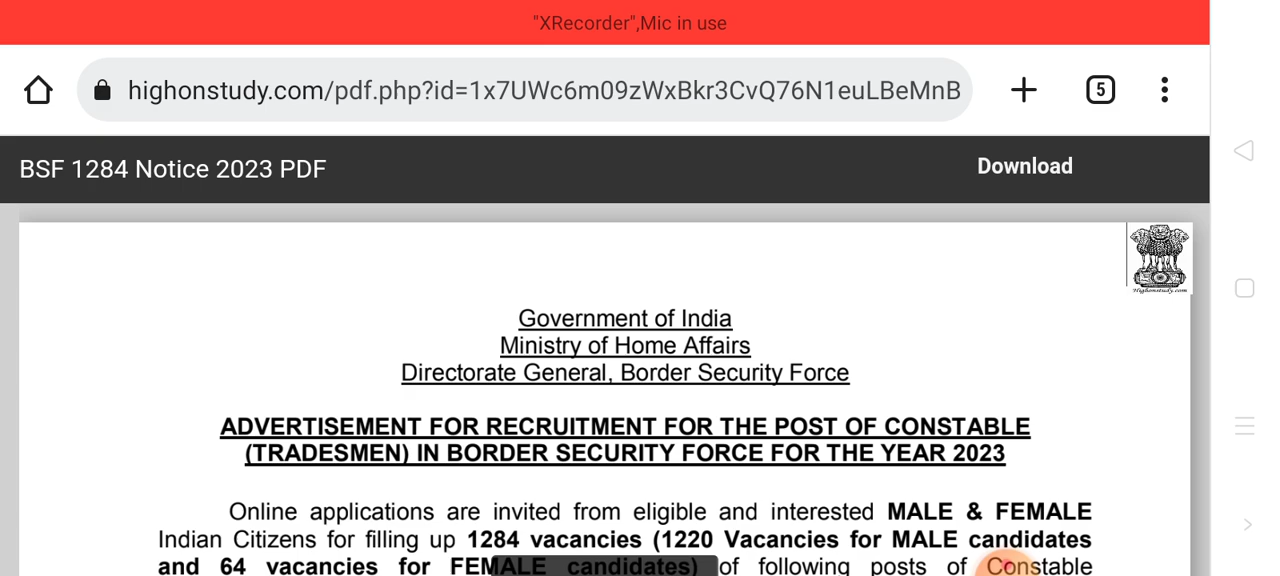 "XRecorder",Mic in use
highonstudy.com/pdf.php?id=1x7UWc6m09zWxBkr3CvQ76N1euLBeMnB
5
BSF 1284 Notice 2023 PDF
Download
Highonstudy.com
Government of India
Ministry of Home Affairs
Directorate General, Border Security Force
ADVERTISEMENT FOR RECRUITMENT FOR THE POST OF CONSTABLE
(TRADESMEN) IN BORDER SECURITY FORCE FOR THE YEAR 2023
Online applications are invited from eligible and interested MALE & FEMALE
Indian Citizens for filling up 1284 vacancies (1220 Vacancies for MALE candidates
and 64 vacancies for FEMALE candidates) of following posts of Constable